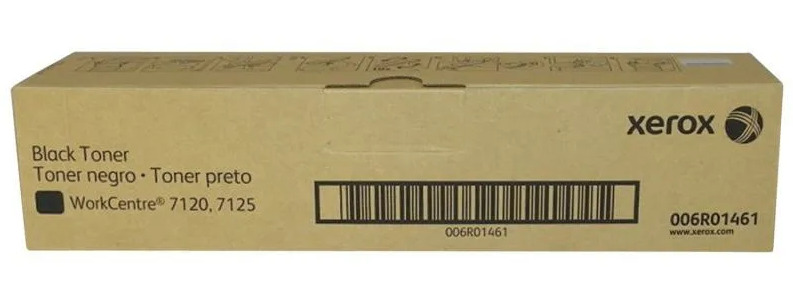 xerox
Black Toner
Toner negro • Toner preto
WorkCentre® 7120, 7125
006R01461
006R01461
www.xerox.com